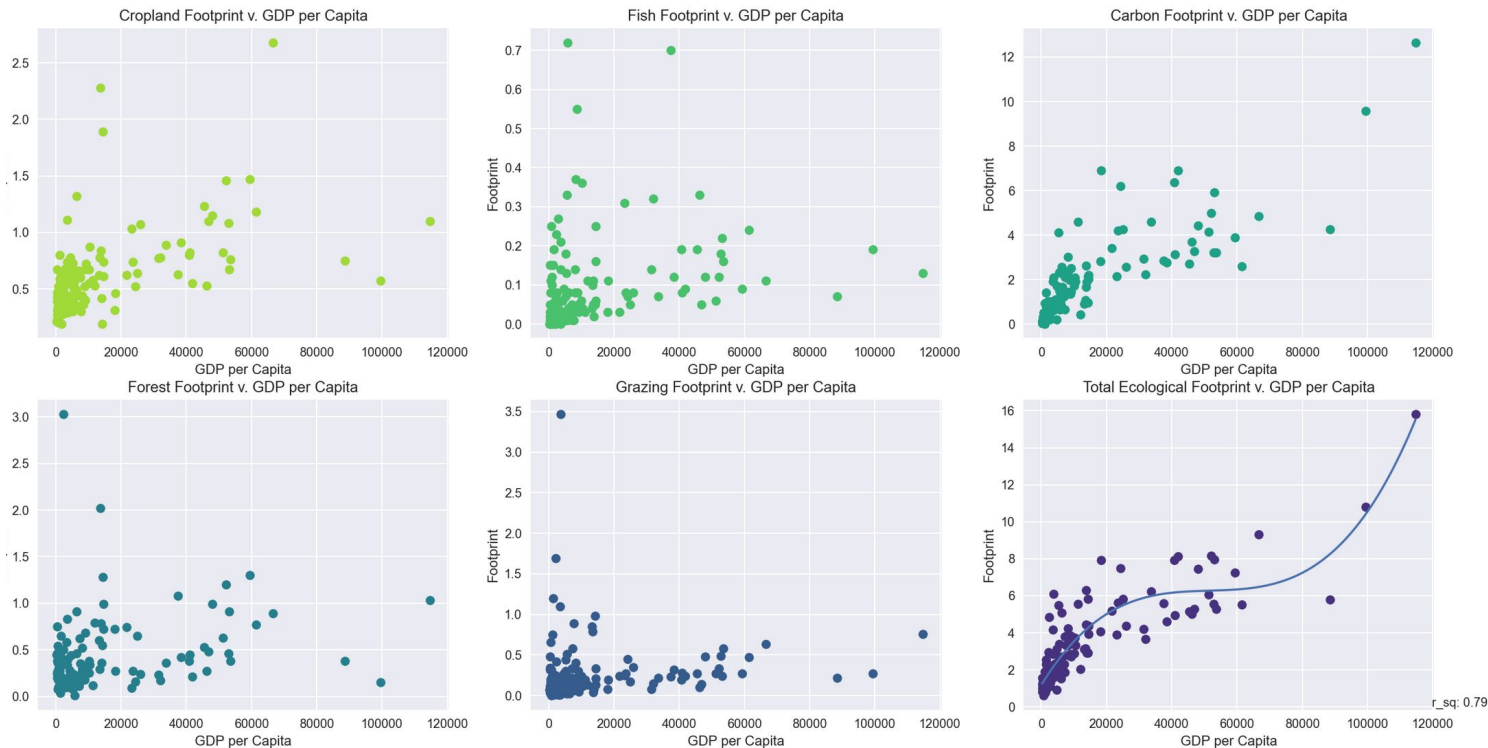 Cropland Footprint v. GDP per Capita
2.5
2.0
1.5
1.0
0.5
0 20000 40000 60000 80000 100000 120000
GDP per Capita
Fish Footprint v. GDP per Capita
Footprint
0.7
0.6
0.5
0.4
0.3
0.2
0.1
0.0
0 20000 40000 60000 80000 100000 120000
GDP per Capita
Carbon Footprint v. GDP per Capita
Footprint
12
10
8
6
4
2
0
0 20000 40000 60000 80000 100000 120000
GDP per Capita
Forest Footprint v. GDP per Capita
3.0
2.5
2.0
1.5
1.0
0.5
0.0
0 20000 40000 60000 80000 100000 120000
GDP per Capita
Grazing Footprint v. GDP per Capita
Footprint
3.5
3.0
2.5
2.0
1.5
1.0
0.5
0.0
0 20000 40000 60000 80000 100000 120000
GDP per Capita
Total Ecological Footprint v. GDP per Capita
Footprint
16
14
12
10
8
6
4
2
0
r_sq: 0.79
0 20000 40000 60000 80000 100000 120000
GDP per Capita